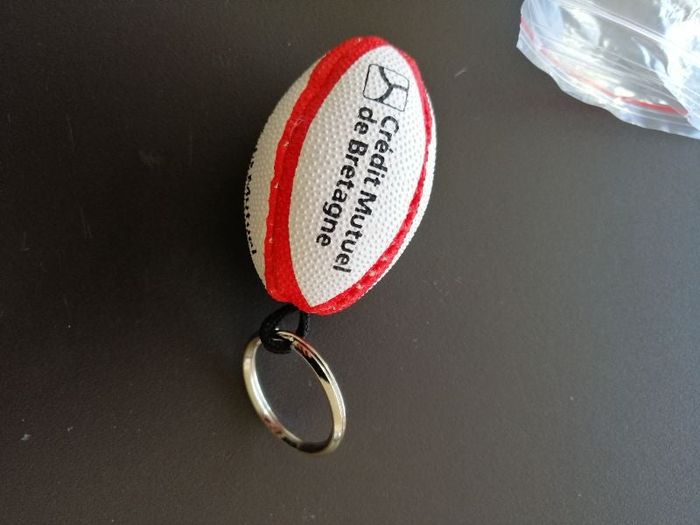 Crédit Mutuel
de Bretagne